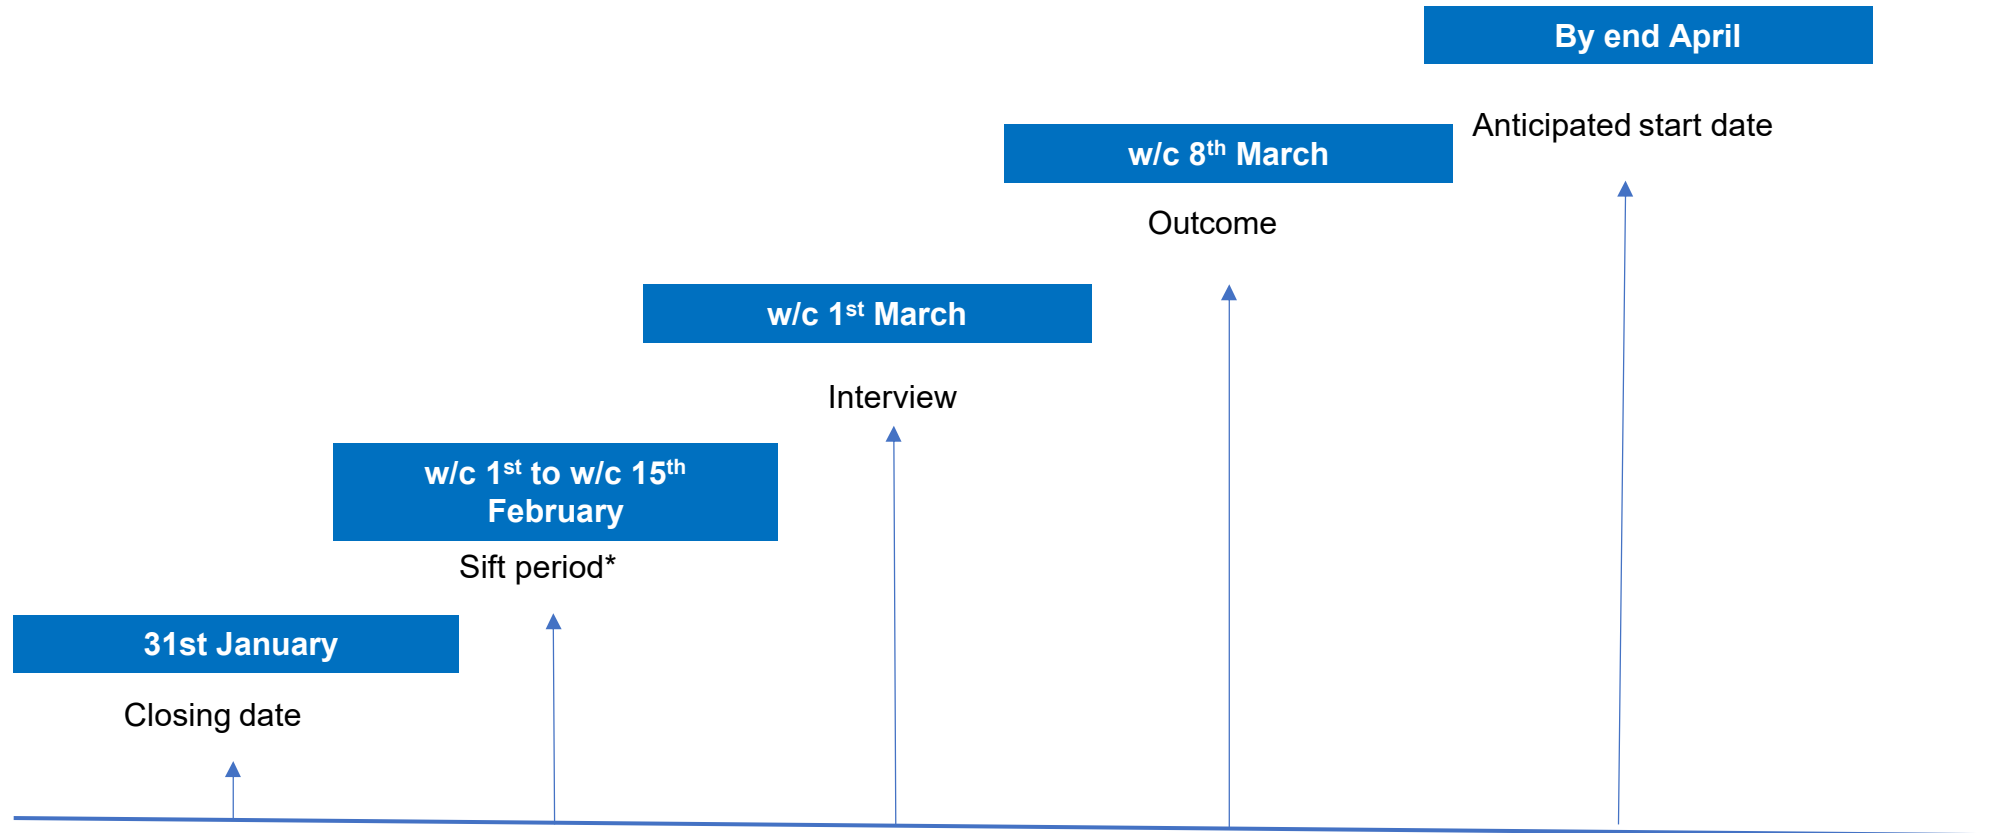 31st January
Closing date
w/c 1st to w/c 15th
February
Sift period*
w/c 1st March
Interview
w/c 8th March
Outcome
By end April
Anticipated start date